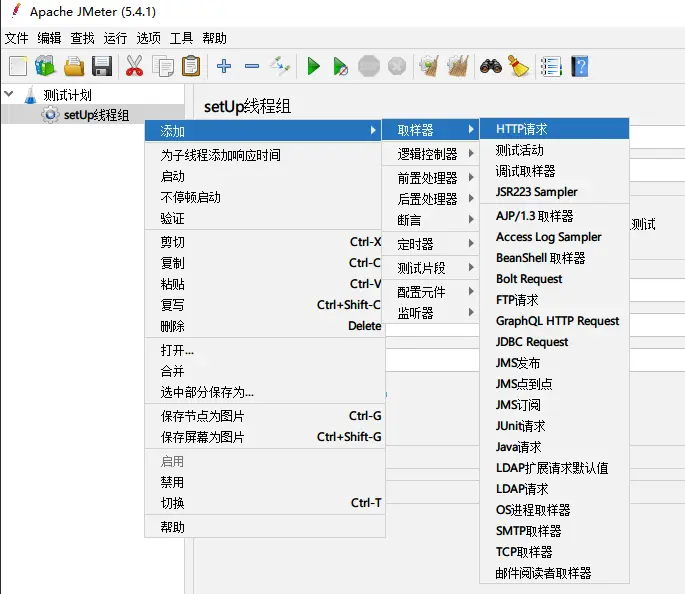 Apache JMeter (5.4.1)
文件 编辑 查找 运行 选项 工具 帮助
测试计划
setUp线程组
setUp线程组
添加
为子线程添加响应时间
启动
不停顿启动
验证
剪切 Ctrl-X
复制 Ctrl-C
粘贴 Ctrl-V
复写 Ctrl+Shift-C
删除 Delete
打开...
合并
选中部分保存为...
保存节点为图片 Ctrl-G
保存屏幕为图片 Ctrl+Shift-G
启用
禁用
切换 Ctrl-T
帮助
取样器
逻辑控制器
前置处理器
后置处理器
断言
定时器
测试片段
配置元件
监听器
HTTP请求
测试活动
调试取样器
JSR223 Sampler
AJP/1.3 取样器
Access Log Sampler
BeanShell 取样器
Bolt Request
FTP请求
GraphQL HTTP Request
JDBC Request
JMS发布
JMS点到点
JMS订阅
JUnit请求
Java请求
LDAP扩展请求默认值
LDAP请求
OS进程取样器
SMTP取样器
TCP取样器
邮件阅读者取样器
测试